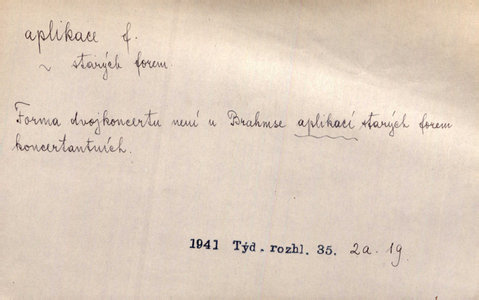 aplikace f.
~ starých forem.
Forma dvojkoncertu není u Brahmse aplikací starých forem
koncertantních.
1941 Týd. rozhl. 35. 2a. 19.